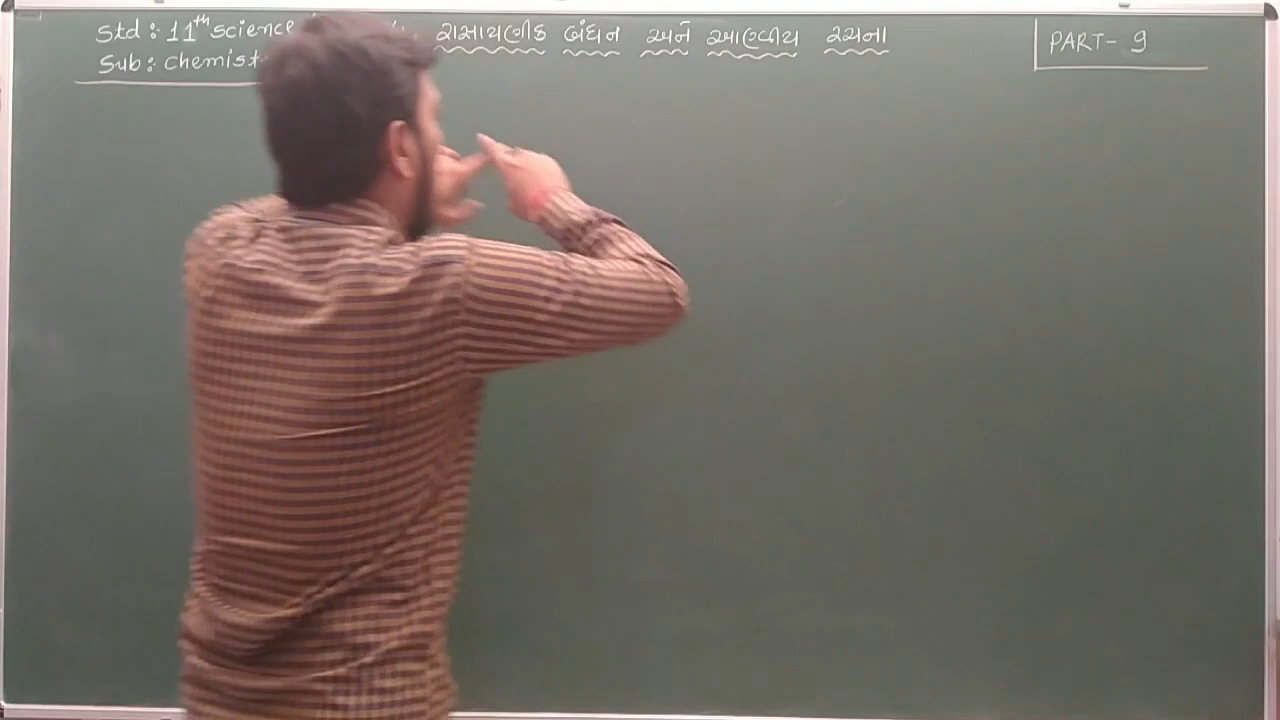 Std : 11th science રાસાયણીક બંધન અને આણ્વીય રચના
Sub : chemist
PART - 9